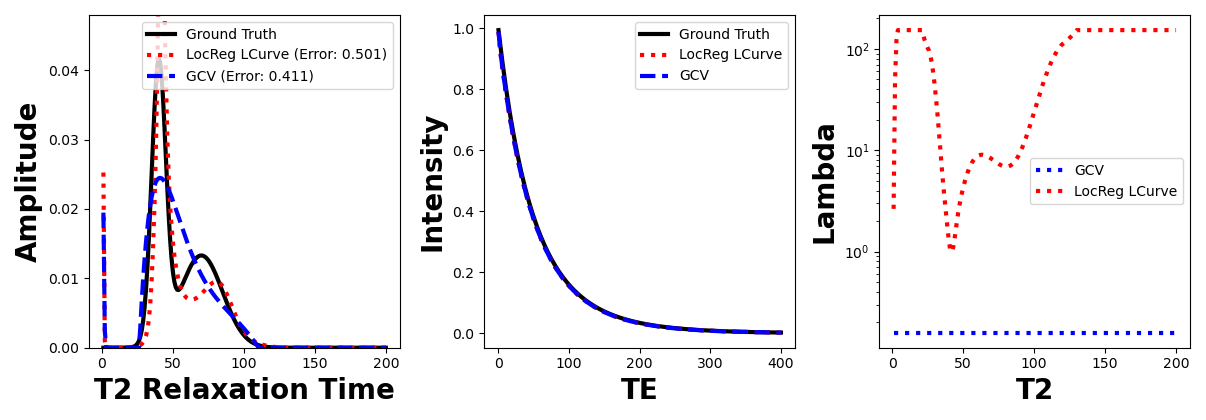 Amplitude
0.04
0.03
0.02
0.01
0.00
Ground Truth
LocReg LCurve (Error: 0.501)
GCV (Error: 0.411)
0 50 100 150 200
T2 Relaxation Time
Intensity
1.0
0.8
0.6
0.4
0.2
0.0
Ground Truth
LocReg LCurve
GCV
0 100 200 300 400
TE
Lambda
10²
10¹
10⁰
GCV
LocReg LCurve
0 50 100 150 200
T2